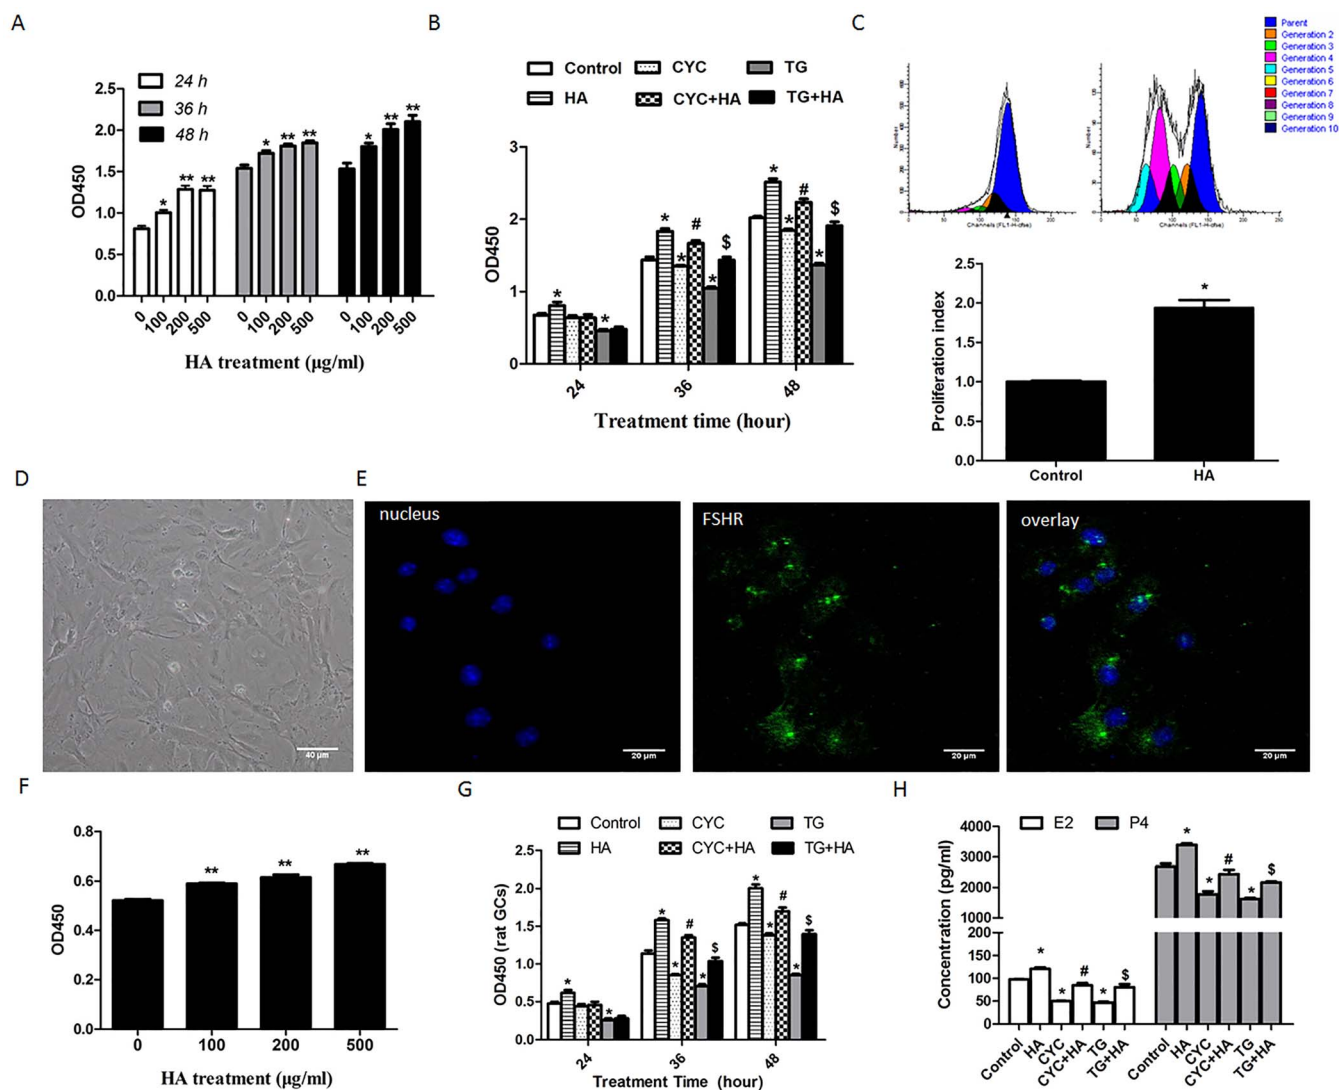 A
24 h
36 h
48 h
2.5
2.0
1.5
1.0
0.5
0.0
OD450
0 100 200 500 0 100 200 500 0 100 200 500
* ** ** * ** ** * ** **
HA treatment (μg/ml)
B
Control CYC TG
HA CYC+HA TG+HA
3
2
1
0
OD450
* * * * # * $ * * # * $
24 36 48
Treatment time (hour)
C
Parent
Generation 2
Generation 3
Generation 4
Generation 5
Generation 6
Generation 7
Generation 8
Generation 9
Generation 10
Number
Channels (FL1-H-cfse)
Number
Channels (FL1-H-cfse)
2.5
2.0
1.5
1.0
0.5
0.0
Proliferation index
*
Control HA
D
40 μm
E
nucleus
20 μm
FSHR
20 μm
overlay
20 μm
F
0.8
0.6
0.4
0.2
0.0
OD450
** ** **
0 100 200 500
HA treatment (μg/ml)
G
Control CYC TG
HA CYC+HA TG+HA
2.5
2.0
1.5
1.0
0.5
0.0
OD450 (rat GCs)
* * * * # * $ * * # * $
24 36 48
Treatment Time (hour)
H
E2 P4
4000
3000
2000
1000
200
150
100
50
0
Concentration (pg/ml)
* * # * $ * * # * $
Control HA CYC CYC+HA TG TG+HA Control HA CYC CYC+HA TG TG+HA